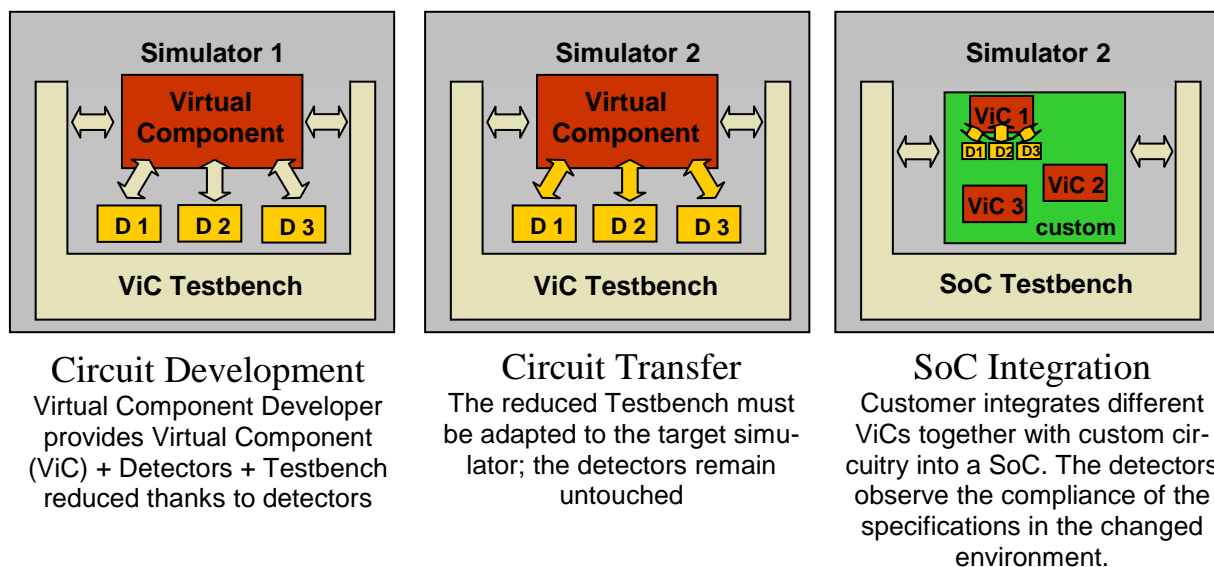 Simulator 1
Virtual
Component
D 1
D 2
D 3
ViC Testbench
Circuit Development
Virtual Component Developer
provides Virtual Component
(ViC) + Detectors + Testbench
reduced thanks to detectors
Simulator 2
Virtual
Component
D 1
D 2
D 3
ViC Testbench
Circuit Transfer
The reduced Testbench must
be adapted to the target simu-
lator; the detectors remain
untouched
Simulator 2
ViC 1
D1
D2
D3
ViC 2
ViC 3
custom
SoC Testbench
SoC Integration
Customer integrates different
ViCs together with custom cir-
cuitry into a SoC. The detectors
observe the compliance of the
specifications in the changed
environment.